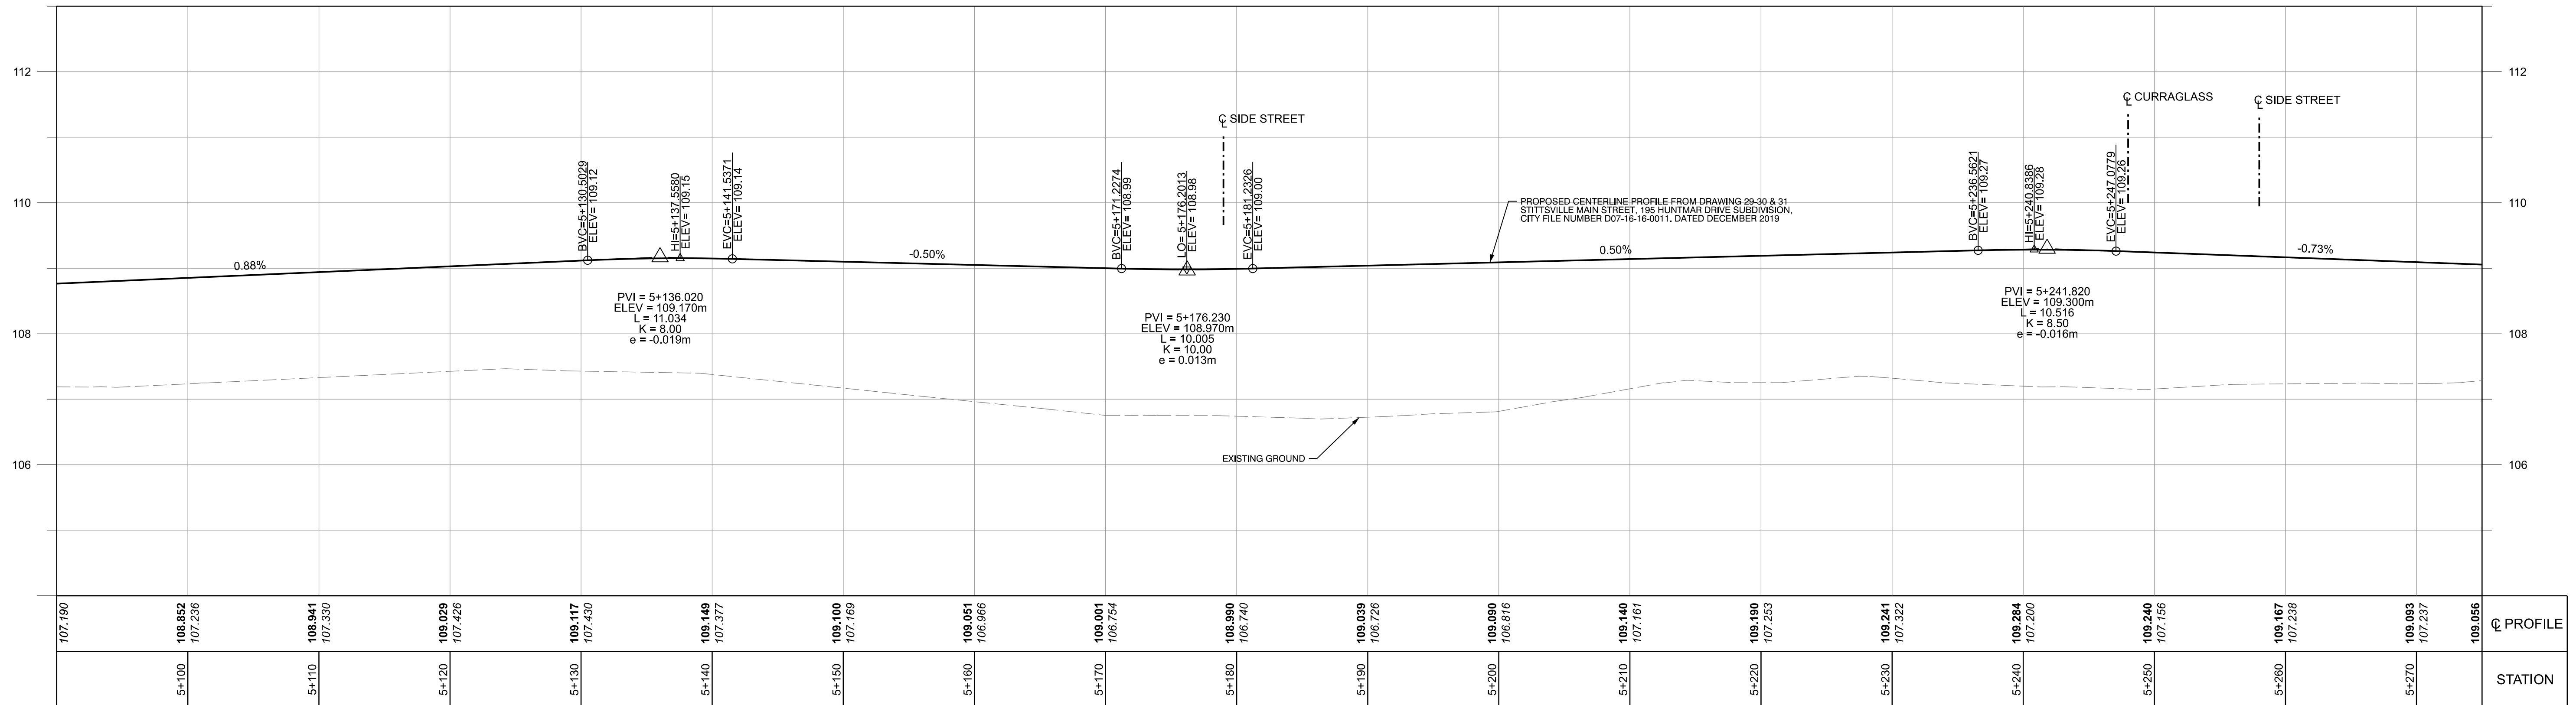 112
110
108
106
112
110
108
106
0.88%
BVC=5+130.5029
ELEV= 109.12
HI=5+137.5580
ELEV= 109.15
EVC=5+141.5371
ELEV= 109.14
PVI = 5+136.020
ELEV = 109.170m
L = 11.034
K = 8.00
e = -0.019m
-0.50%
BVC=5+171.2274
ELEV= 108.99
LO= 5+176.2013
ELEV= 108.98
EVC=5+181.2326
ELEV= 109.00
PVI = 5+176.230
ELEV = 108.970m
L = 10.005
K = 10.00
e = 0.013m
℄ SIDE STREET
EXISTING GROUND
PROPOSED CENTERLINE PROFILE FROM DRAWING 29-30 & 31
STITTSVILLE MAIN STREET, 195 HUNTMAR DRIVE SUBDIVISION,
CITY FILE NUMBER D07-16-16-0011. DATED DECEMBER 2019
0.50%
BVC=5+236.5621
ELEV= 109.27
HI=5+240.8386
ELEV= 109.28
EVC=5+247.0779
ELEV= 109.26
PVI = 5+241.820
ELEV = 109.300m
L = 10.516
K = 8.50
e = -0.016m
℄ CURRAGLASS
℄ SIDE STREET
-0.73%
107.190
108.852
107.236
108.941
107.330
109.029
107.426
109.117
107.430
109.149
107.377
109.100
107.169
109.051
106.966
109.001
106.754
108.990
106.740
109.039
106.726
109.090
106.816
109.140
107.161
109.190
107.253
109.241
107.322
109.284
107.200
109.240
107.156
109.167
107.238
109.093
107.237
109.056
℄ PROFILE
5+100
5+110
5+120
5+130
5+140
5+150
5+160
5+170
5+180
5+190
5+200
5+210
5+220
5+230
5+240
5+250
5+260
5+270
STATION